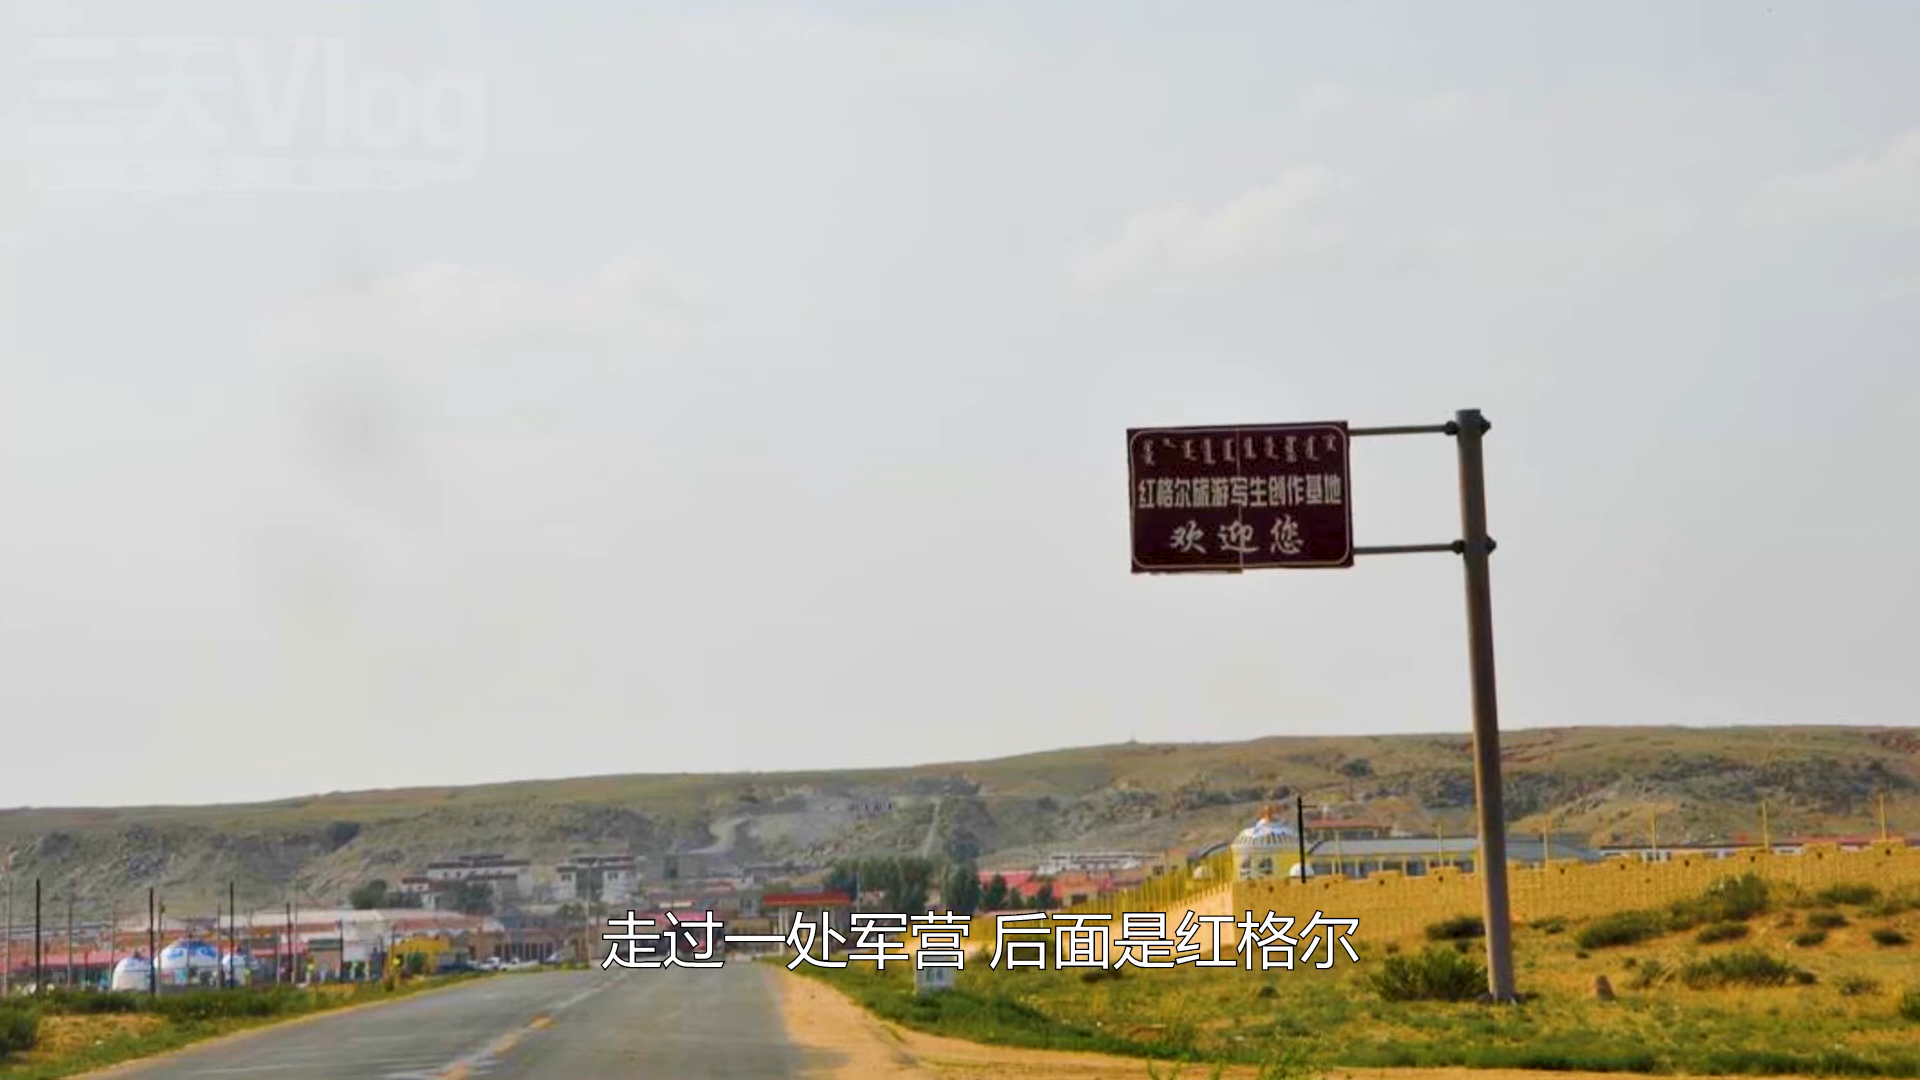 三天Vlog
红格尔旅游写生创作基地
欢迎您
走过一处军营 后面是红格尔